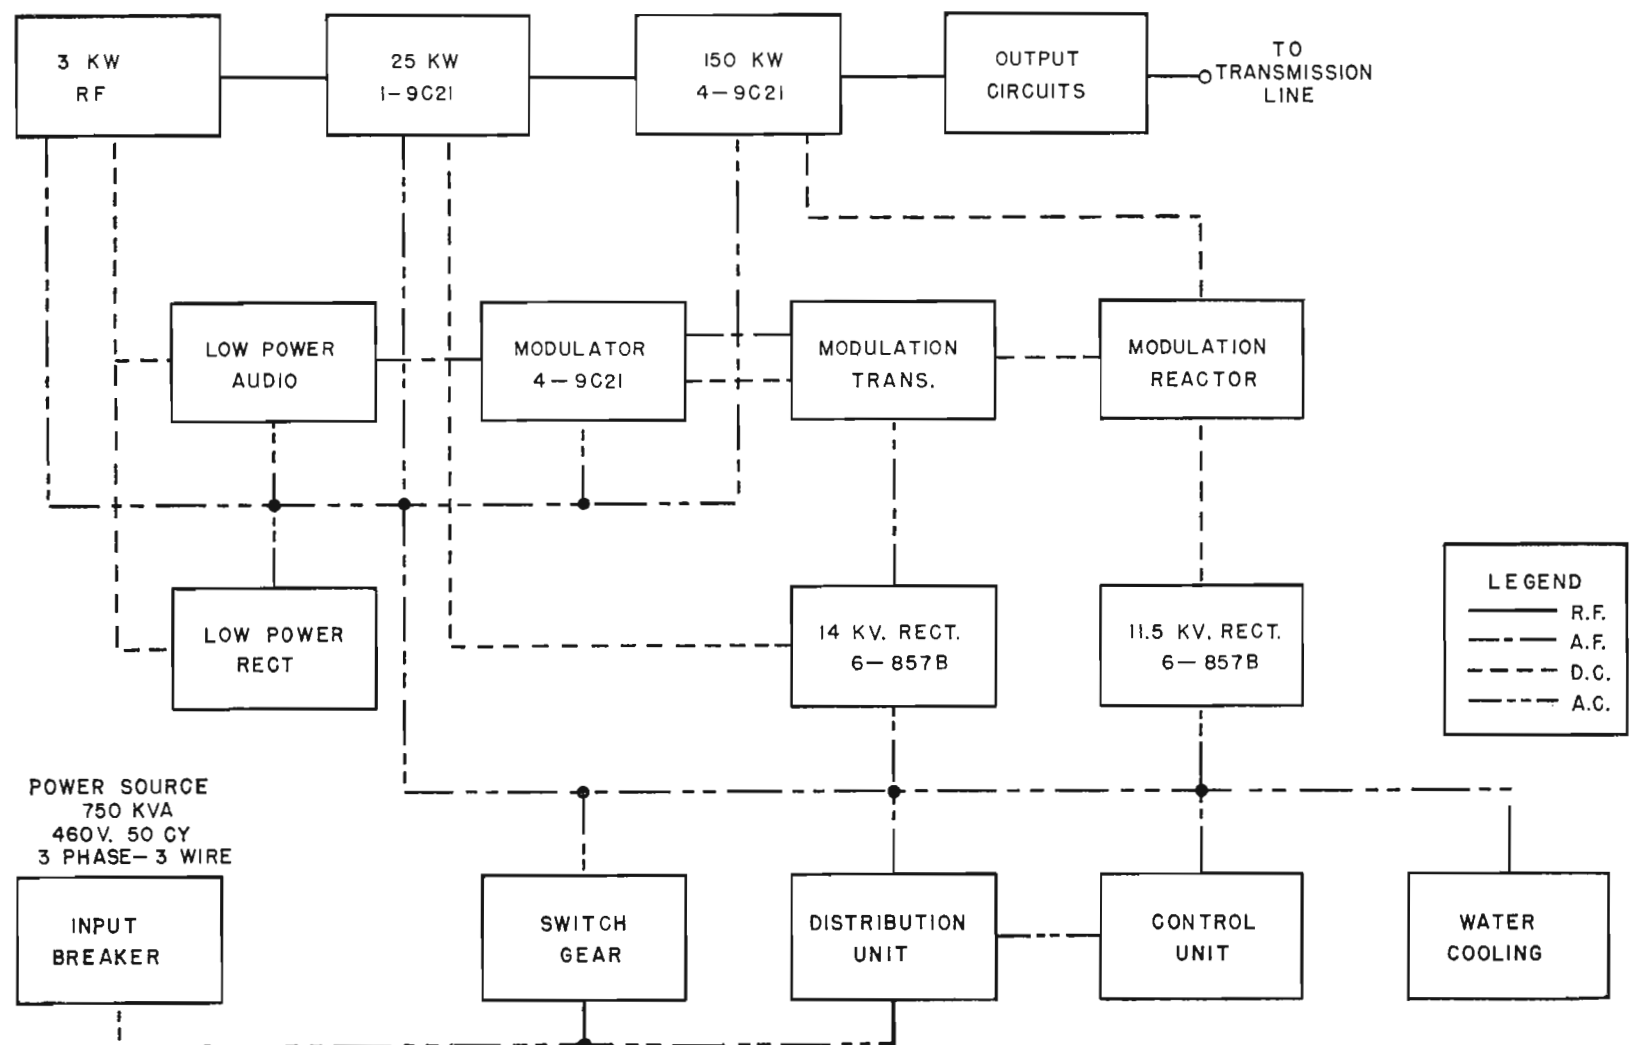 3 KW
RF
25 KW
1-9C21
150 KW
4-9C21
OUTPUT
CIRCUITS
TO
TRANSMISSION
LINE
LOW POWER
AUDIO
MODULATOR
4-9C21
MODULATION
TRANS.
MODULATION
REACTOR
LOW POWER
RECT
14 KV. RECT.
6-857B
11.5 KV. RECT.
6-857B
LEGEND
R.F.
A.F.
D.C.
A.C.
POWER SOURCE
750 KVA
460V. 50 CY
3 PHASE-3 WIRE
INPUT
BREAKER
SWITCH
GEAR
DISTRIBUTION
UNIT
CONTROL
UNIT
WATER
COOLING